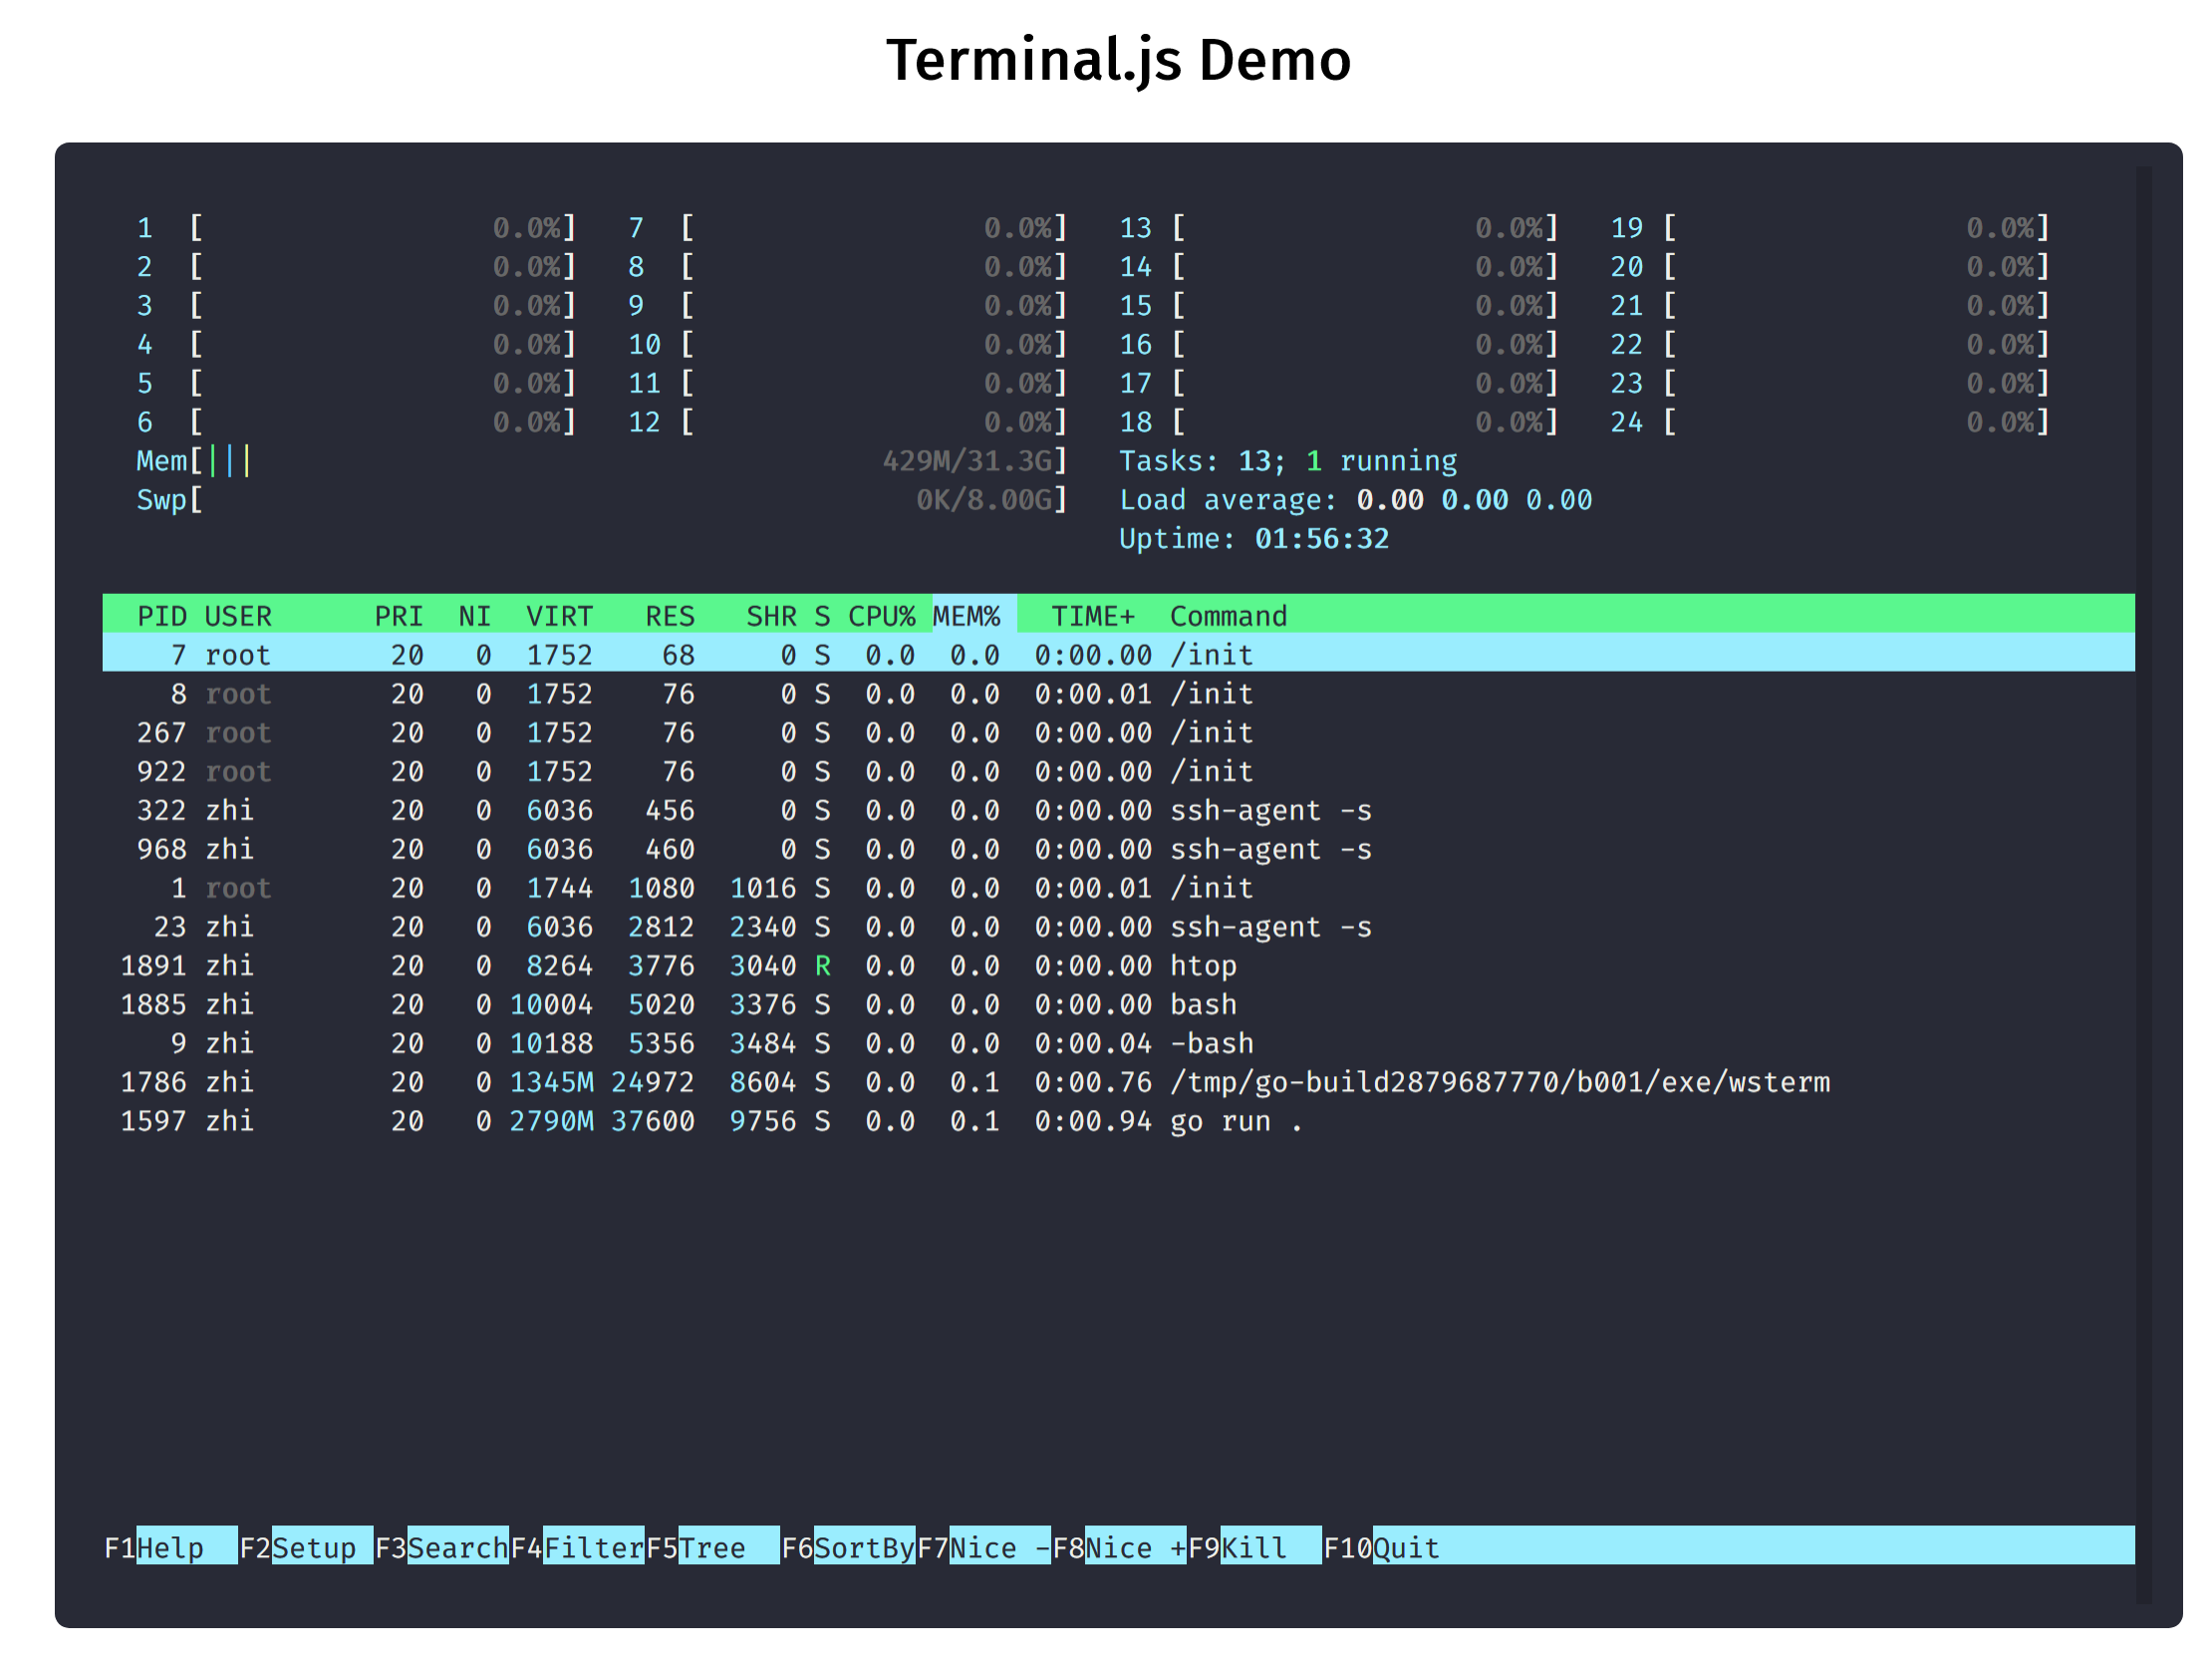 Terminal.js Demo
1  [                 0.0%]   7  [                 0.0%]   13 [                 0.0%]   19 [                 0.0%]
2  [                 0.0%]   8  [                 0.0%]   14 [                 0.0%]   20 [                 0.0%]
3  [                 0.0%]   9  [                 0.0%]   15 [                 0.0%]   21 [                 0.0%]
4  [                 0.0%]   10 [                 0.0%]   16 [                 0.0%]   22 [                 0.0%]
5  [                 0.0%]   11 [                 0.0%]   17 [                 0.0%]   23 [                 0.0%]
6  [                 0.0%]   12 [                 0.0%]   18 [                 0.0%]   24 [                 0.0%]
Mem[|||                                     429M/31.3G]   Tasks: 13; 1 running
Swp[                                          0K/8.00G]   Load average: 0.00 0.00 0.00
Uptime: 01:56:32
  PID USER      PRI  NI  VIRT   RES   SHR S CPU% MEM%   TIME+  Command
    7 root       20   0  1752    68     0 S  0.0  0.0  0:00.00 /init
    8 root       20   0  1752    76     0 S  0.0  0.0  0:00.01 /init
  267 root       20   0  1752    76     0 S  0.0  0.0  0:00.00 /init
  922 root       20   0  1752    76     0 S  0.0  0.0  0:00.00 /init
  322 zhi        20   0  6036   456     0 S  0.0  0.0  0:00.00 ssh-agent -s
  968 zhi        20   0  6036   460     0 S  0.0  0.0  0:00.00 ssh-agent -s
    1 root       20   0  1744  1080  1016 S  0.0  0.0  0:00.01 /init
   23 zhi        20   0  6036  2812  2340 S  0.0  0.0  0:00.00 ssh-agent -s
 1891 zhi        20   0  8264  3776  3040 R  0.0  0.0  0:00.00 htop
 1885 zhi        20   0 10004  5020  3376 S  0.0  0.0  0:00.00 bash
    9 zhi        20   0 10188  5356  3484 S  0.0  0.0  0:00.04 -bash
 1786 zhi        20   0 1345M 24972  8604 S  0.0  0.1  0:00.76 /tmp/go-build2879687770/b001/exe/wsterm
 1597 zhi        20   0 2790M 37600  9756 S  0.0  0.1  0:00.94 go run .
F1Help  F2Setup F3SearchF4FilterF5Tree  F6SortByF7Nice -F8Nice +F9Kill  F10Quit